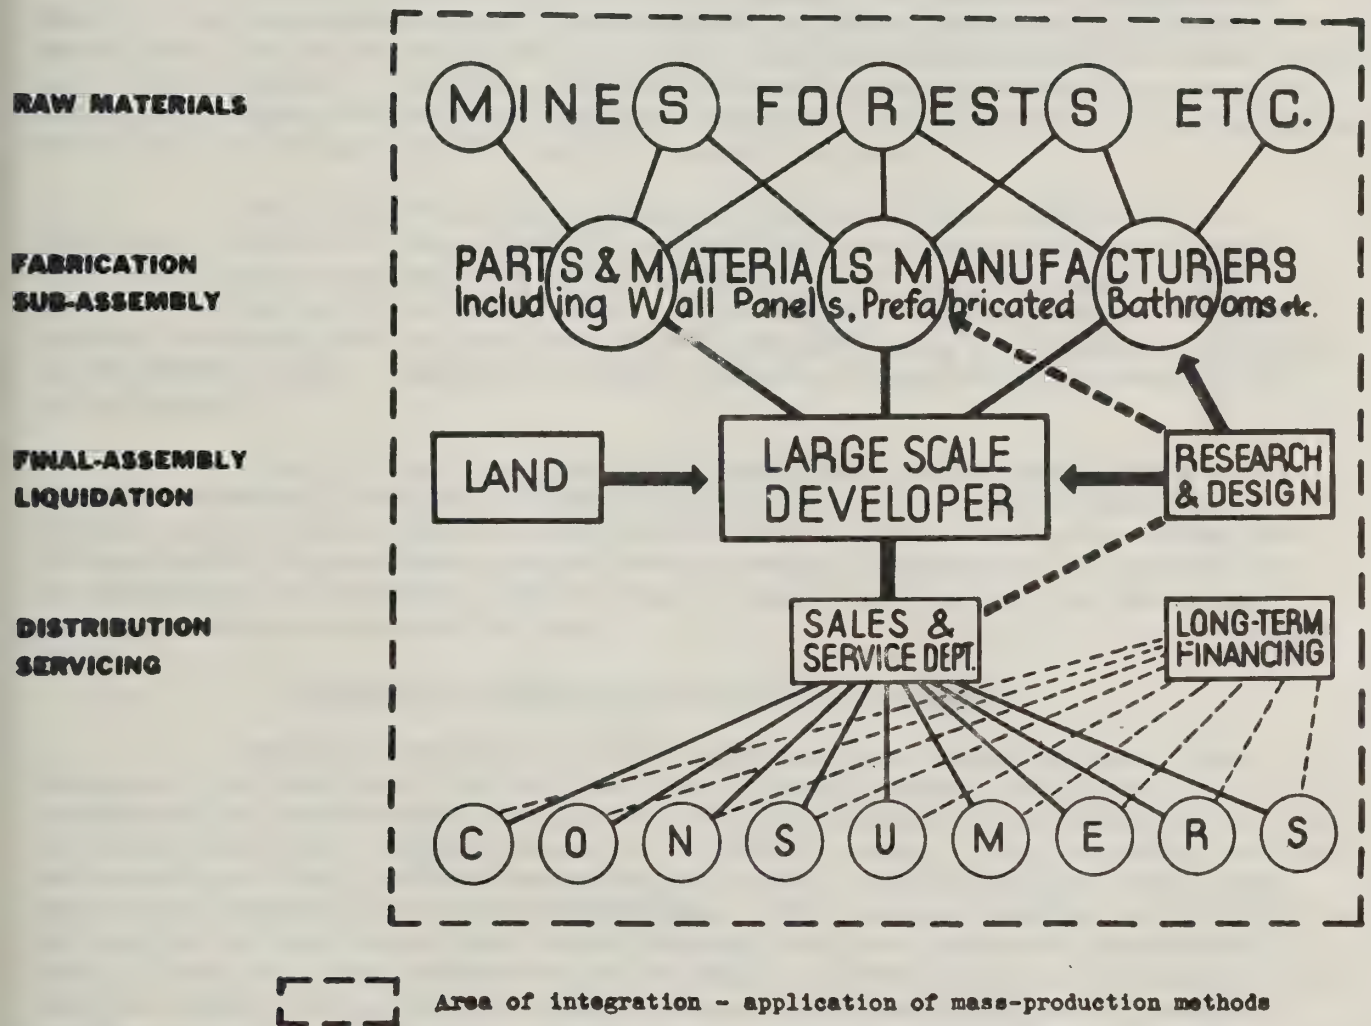 RAW MATERIALS
MINES FORESTS ETC.
FABRICATION
SUB-ASSEMBLY
PARTS & MATERIALS MANUFACTURERS
Including Wall Panels, Prefabricated Bathrooms etc.
FINAL-ASSEMBLY
LIQUIDATION
LAND
LARGE SCALE
DEVELOPER
RESEARCH
& DESIGN
DISTRIBUTION
SERVICING
SALES &
SERVICE DEPT.
LONG-TERM
FINANCING
CONSUMERS
Area of integration - application of mass-production methods